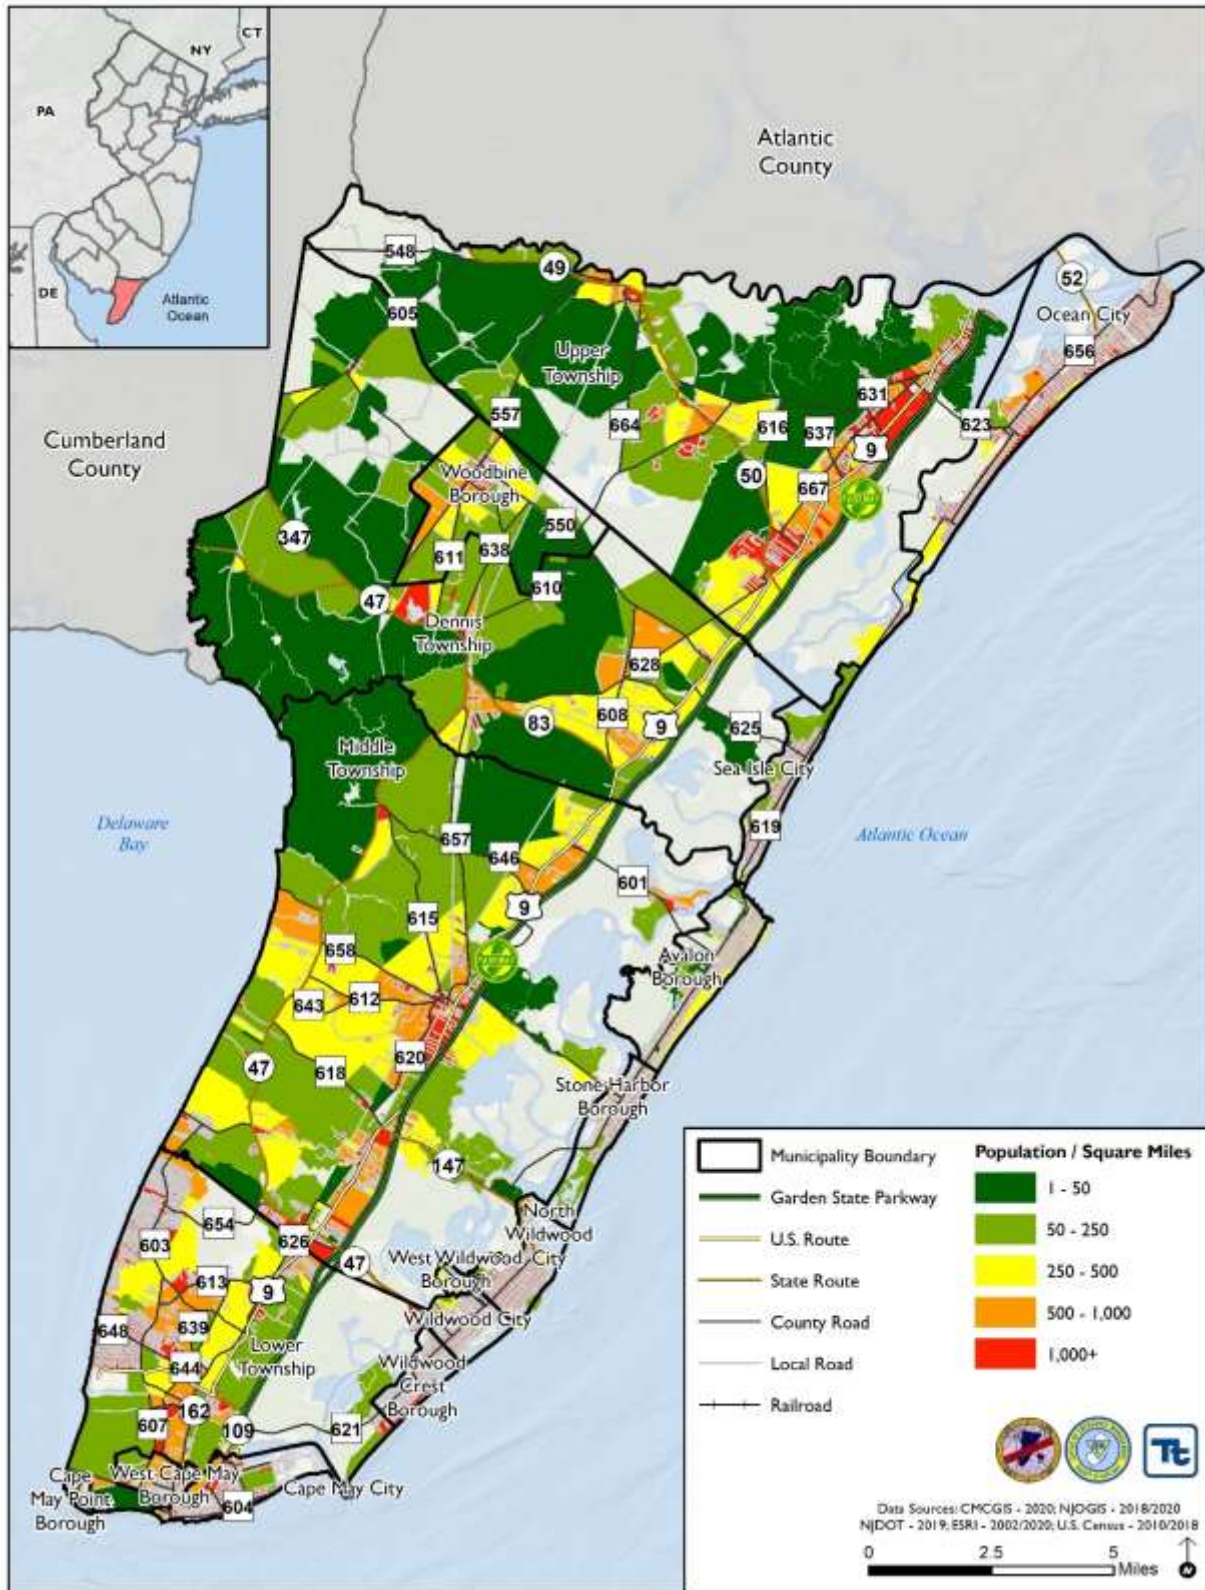 NY
CT
PA
DE
Atlantic
Ocean
Atlantic
County
52
Ocean City
656
548
49
605
Upper
Township
631
557
664
616
637
623
9
Cumberland
County
Woodbine
Borough
50
667
347
550
611
638
610
47
Dennis
Township
628
83
608
9
625
Middle
Township
Sea Isle City
Delaware
Bay
657
619
Atlantic Ocean
646
601
9
615
658
Avalon
Borough
643
612
47
618
620
Stone Harbor
Borough
147
654
603
626
North
Wildwood
City
West Wildwood
Borough
47
613
9
648
639
Wildwood City
Lower
Township
644
Wildwood
Crest
Borough
162
607
109
621
Cape
May Point
Borough
West Cape May
Borough
604
Cape May City
Municipality Boundary
Garden State Parkway
U.S. Route
State Route
County Road
Local Road
Railroad
Population / Square Miles
1 - 50
50 - 250
250 - 500
500 - 1,000
1,000+
Tt
Data Sources: CMCGIS - 2020; NJOGIS - 2018/2020
NJDOT - 2019; ESRI - 2002/2020; U.S. Census - 2010/2018
0 2.5 5
Miles
N